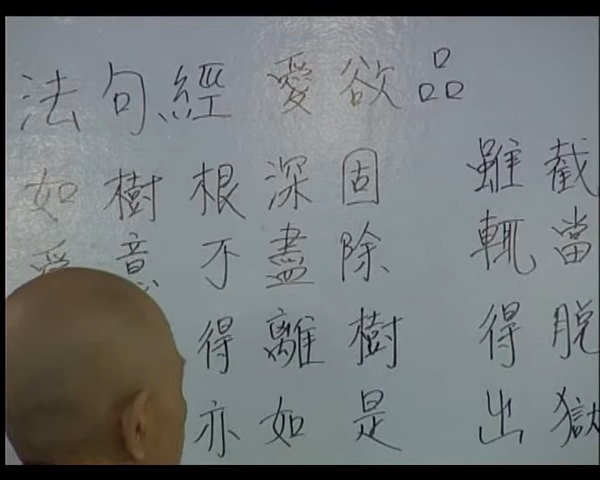 法句經 愛欲品
如樹根深固 雖截
愛意不盡除 輒當
得離樹 得脫
亦如是 出獄